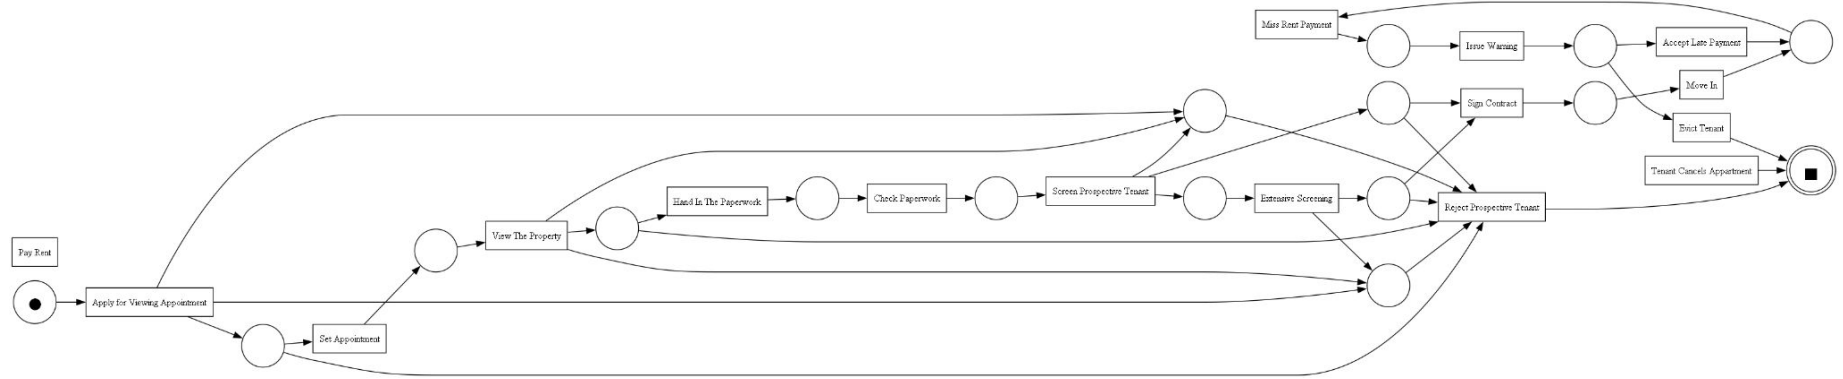 Miss Rent Payment
Issue Warning
Accept Late Payment
Move In
Sign Contract
Evict Tenant
Tenant Cancels Appartment
Screen Prospective Tenant
Hand In The Paperwork
Check Paperwork
Extensive Screening
Reject Prospective Tenant
View The Property
Pay Rent
Apply for Viewing Appointment
Set Appointment